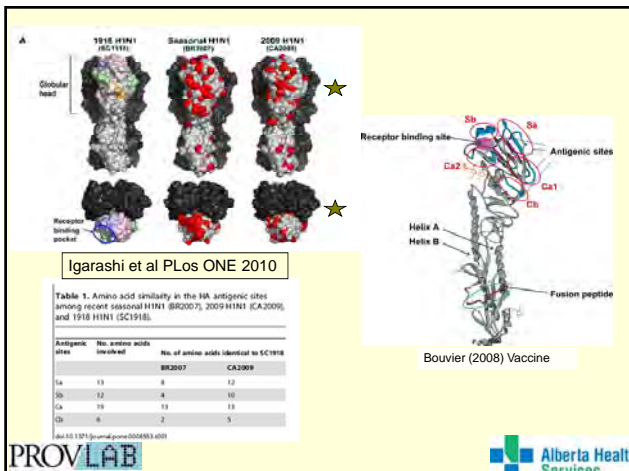 A
1918 H1N1
(SC1918)
Seasonal H1N1
(BR2007)
2009 H1N1
(CA2009)
Globular
head
Receptor
binding
pocket
Igarashi et al PLos ONE 2010
Table 1. Amino acid similarity in the HA antigenic sites
among recent seasonal H1N1 (BR2007), 2009 H1N1 (CA2009),
and 1918 H1N1 (SC1918).
Antigenic
sites
No. amino acids
involved
No. of amino acids identical to SC1918
BR2007 CA2009
Sa 13 8 12
Sb 12 4 10
Ca 19 13 13
Cb 6 2 5
Sb
Sa
Receptor binding site
Antigenic sites
Ca2
Ca1
Cb
Helix A
Helix B
Fusion peptide
Bouvier (2008) Vaccine
PROVLAB
Alberta Healt
Services